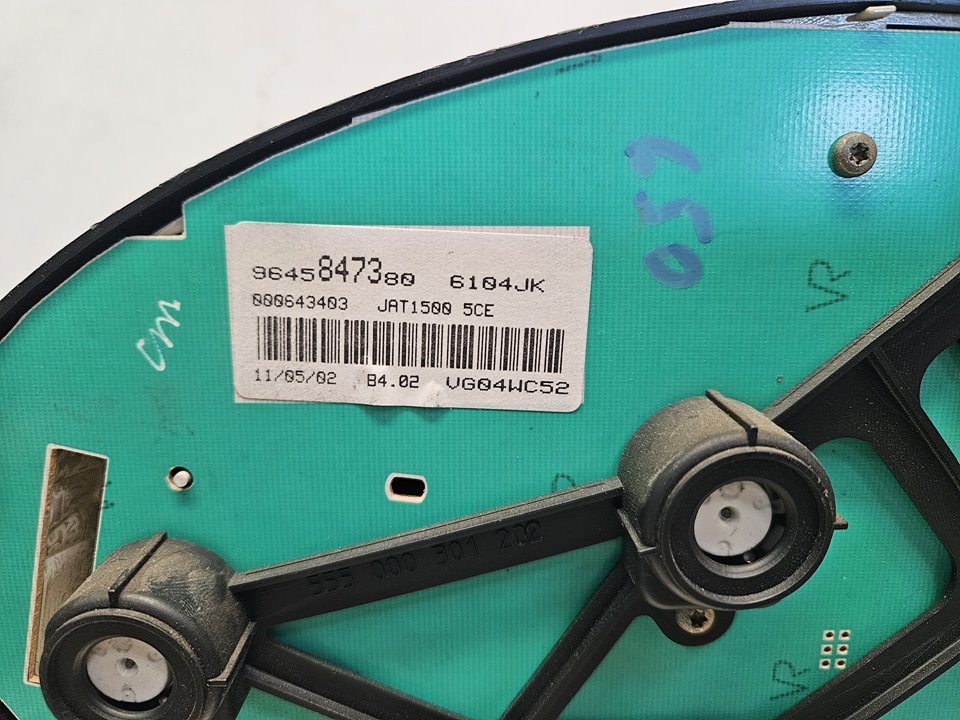 059
9645847380 6104JK
000643403 JAT1500 5CE
11/05/02 B4.02 VG04WC52
VR
555 000 301 202
VR